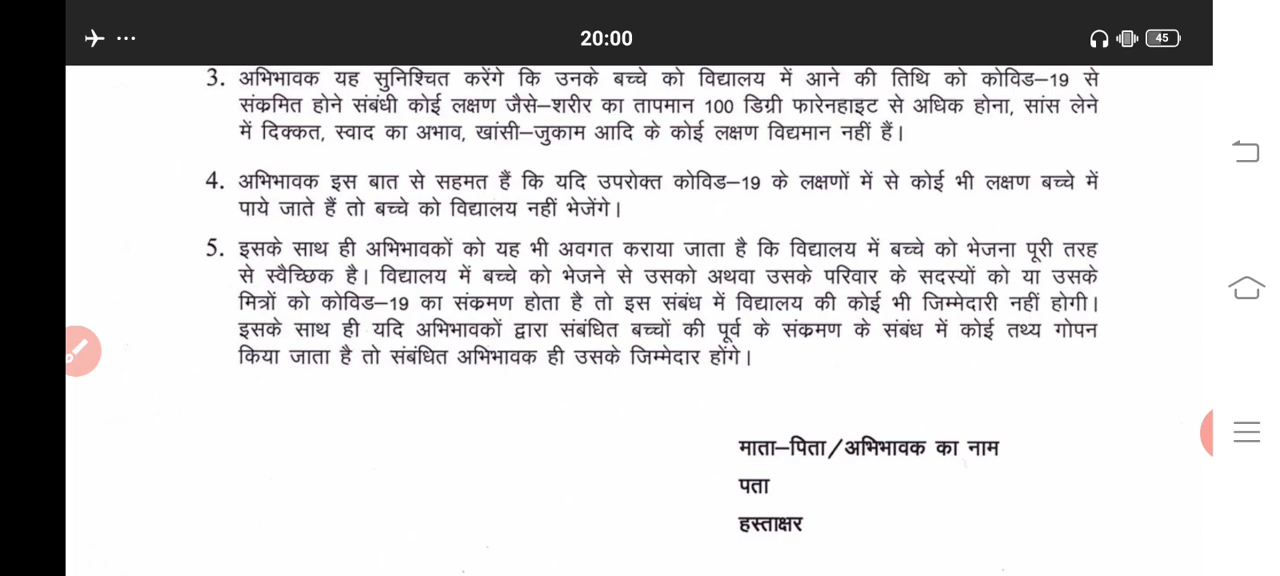 20:00
45
3. अभिभावक यह सुनिश्चित करेंगे कि उनके बच्चे को विद्यालय में आने की तिथि को कोविड–19 से
संक्रमित होने संबंधी कोई लक्षण जैसे–शरीर का तापमान 100 डिग्री फारेनहाइट से अधिक होना, सांस लेने
में दिक्कत, स्वाद का अभाव, खांसी–जुकाम आदि के कोई लक्षण विद्यमान नहीं हैं।
4. अभिभावक इस बात से सहमत हैं कि यदि उपरोक्त कोविड–19 के लक्षणों में से कोई भी लक्षण बच्चे में
पाये जाते हैं तो बच्चे को विद्यालय नहीं भेजेंगे।
5. इसके साथ ही अभिभावकों को यह भी अवगत कराया जाता है कि विद्यालय में बच्चे को भेजना पूरी तरह
से स्वैच्छिक है। विद्यालय में बच्चे को भेजने से उसको अथवा उसके परिवार के सदस्यों को या उसके
मित्रों को कोविड–19 का संक्रमण होता है तो इस संबंध में विद्यालय की कोई भी जिम्मेदारी नहीं होगी।
इसके साथ ही यदि अभिभावकों द्वारा संबंधित बच्चों की पूर्व के संक्रमण के संबंध में कोई तथ्य गोपन
किया जाता है तो संबंधित अभिभावक ही उसके जिम्मेदार होंगे।
माता–पिता/अभिभावक का नाम
पता
हस्ताक्षर